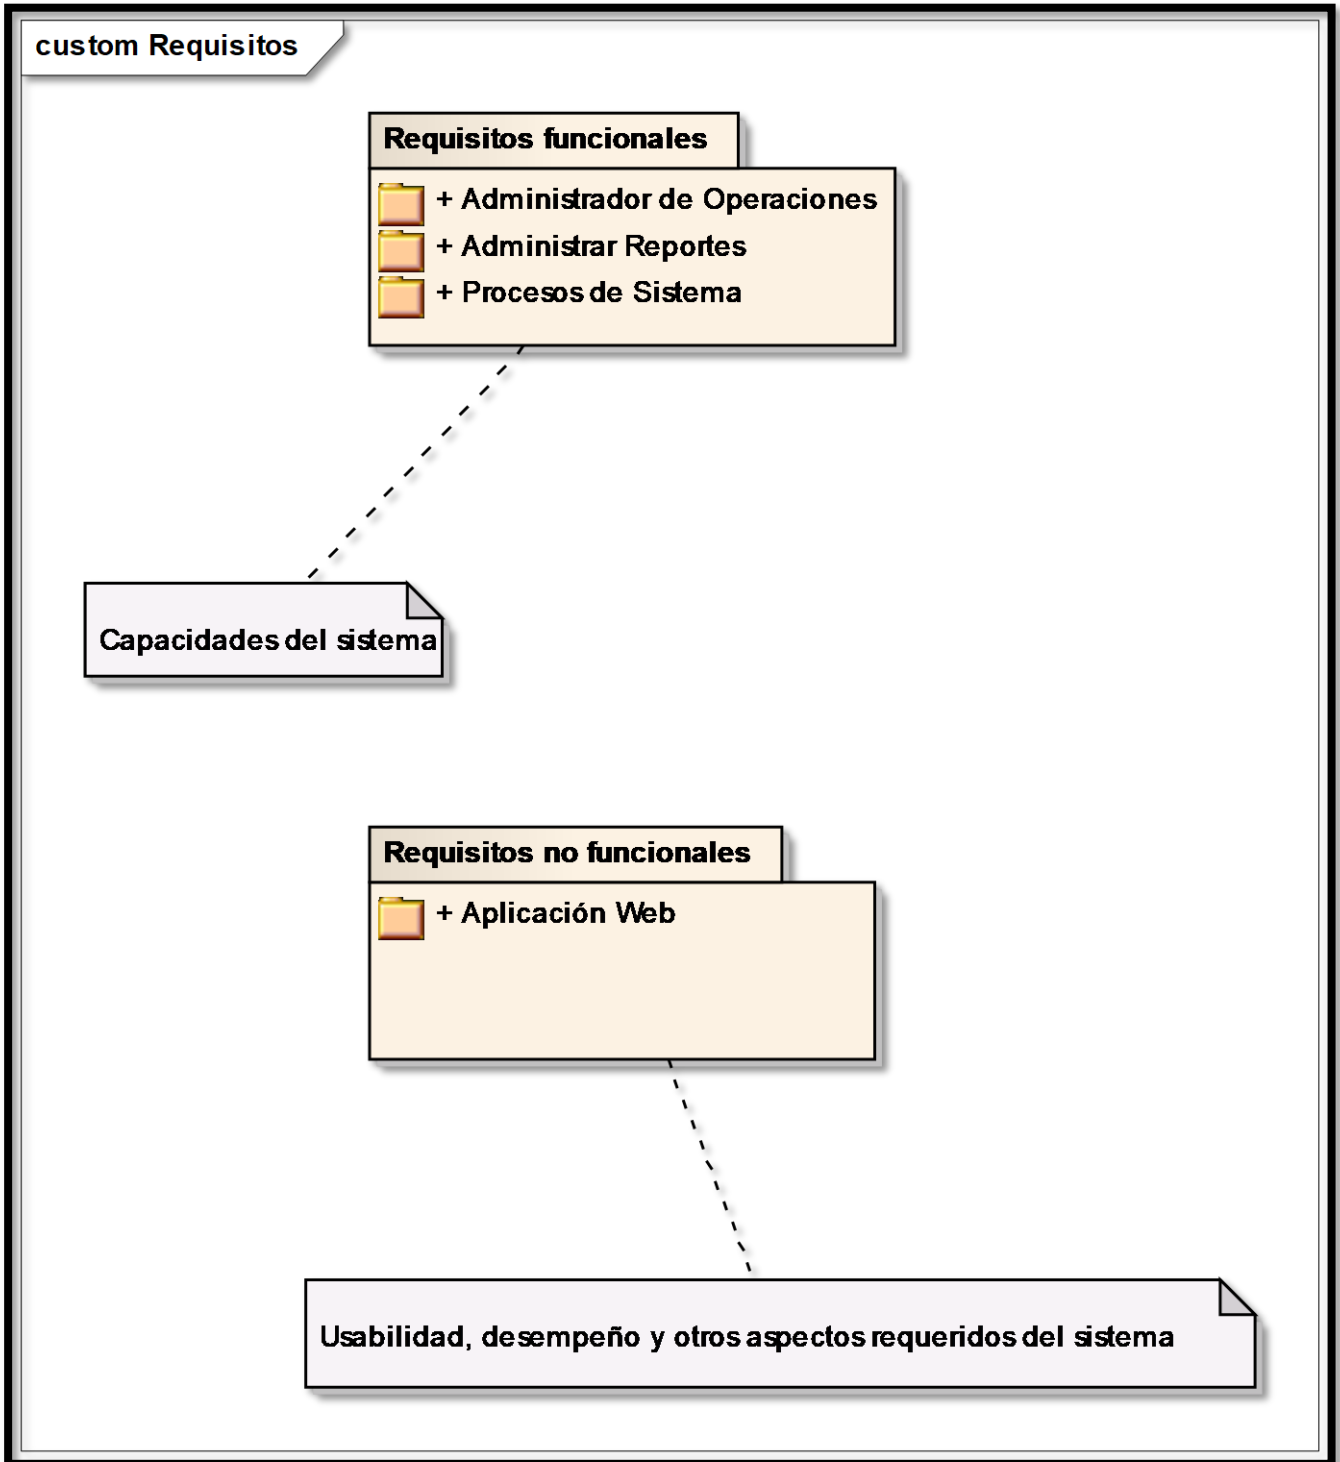 custom Requisitos
Requisitos funcionales
+ Administrador de Operaciones
+ Administrar Reportes
+ Procesos de Sistema
Capacidades del sistema
Requisitos no funcionales
+ Aplicación Web
Usabilidad, desempeño y otros aspectos requeridos del sistema